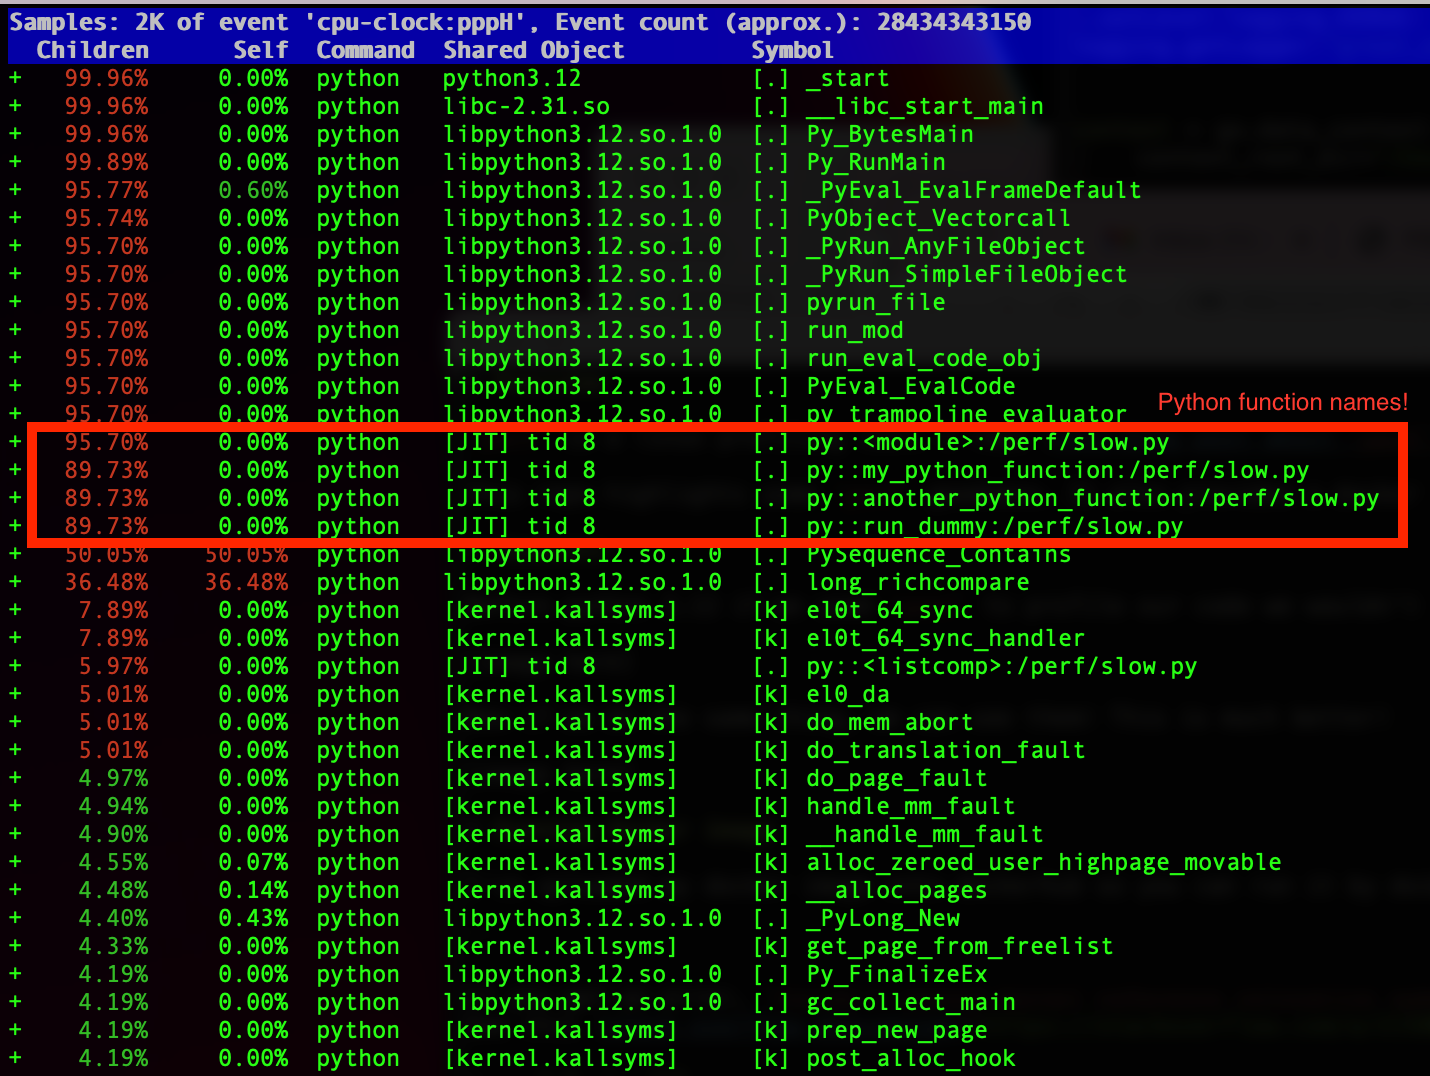 Samples: 2K of event 'cpu-clock:pppH', Event count (approx.): 28434343150
Children Self Command Shared Object Symbol
+ 99.96% 0.00% python python3.12 [.] _start
+ 99.96% 0.00% python libc-2.31.so [.] __libc_start_main
+ 99.96% 0.00% python libpython3.12.so.1.0 [.] Py_BytesMain
+ 99.89% 0.00% python libpython3.12.so.1.0 [.] Py_RunMain
+ 95.77% 0.60% python libpython3.12.so.1.0 [.] _PyEval_EvalFrameDefault
+ 95.74% 0.00% python libpython3.12.so.1.0 [.] PyObject_Vectorcall
+ 95.70% 0.00% python libpython3.12.so.1.0 [.] _PyRun_AnyFileObject
+ 95.70% 0.00% python libpython3.12.so.1.0 [.] _PyRun_SimpleFileObject
+ 95.70% 0.00% python libpython3.12.so.1.0 [.] pyrun_file
+ 95.70% 0.00% python libpython3.12.so.1.0 [.] run_mod
+ 95.70% 0.00% python libpython3.12.so.1.0 [.] run_eval_code_obj
+ 95.70% 0.00% python libpython3.12.so.1.0 [.] PyEval_EvalCode
Python function names!
+ 95.70% 0.00% python libpython3.12.so.1.0 [.] py_trampoline_evaluator
+ 95.70% 0.00% python [JIT] tid 8 [.] py::<module>:/perf/slow.py
+ 89.73% 0.00% python [JIT] tid 8 [.] py::my_python_function:/perf/slow.py
+ 89.73% 0.00% python [JIT] tid 8 [.] py::another_python_function:/perf/slow.py
+ 89.73% 0.00% python [JIT] tid 8 [.] py::run_dummy:/perf/slow.py
+ 50.05% 50.05% python libpython3.12.so.1.0 [.] PySequence_Contains
+ 36.48% 36.48% python libpython3.12.so.1.0 [.] long_richcompare
+ 7.89% 0.00% python [kernel.kallsyms] [k] el0t_64_sync
+ 7.89% 0.00% python [kernel.kallsyms] [k] el0t_64_sync_handler
+ 5.97% 0.00% python [JIT] tid 8 [.] py::<listcomp>:/perf/slow.py
+ 5.01% 0.00% python [kernel.kallsyms] [k] el0_da
+ 5.01% 0.00% python [kernel.kallsyms] [k] do_mem_abort
+ 5.01% 0.00% python [kernel.kallsyms] [k] do_translation_fault
+ 4.97% 0.00% python [kernel.kallsyms] [k] do_page_fault
+ 4.94% 0.00% python [kernel.kallsyms] [k] handle_mm_fault
+ 4.90% 0.00% python [kernel.kallsyms] [k] __handle_mm_fault
+ 4.55% 0.07% python [kernel.kallsyms] [k] alloc_zeroed_user_highpage_movable
+ 4.48% 0.14% python [kernel.kallsyms] [k] __alloc_pages
+ 4.40% 0.43% python libpython3.12.so.1.0 [.] _PyLong_New
+ 4.33% 0.00% python [kernel.kallsyms] [k] get_page_from_freelist
+ 4.19% 0.00% python libpython3.12.so.1.0 [.] Py_FinalizeEx
+ 4.19% 0.00% python libpython3.12.so.1.0 [.] gc_collect_main
+ 4.19% 0.00% python [kernel.kallsyms] [k] prep_new_page
+ 4.19% 0.00% python [kernel.kallsyms] [k] post_alloc_hook